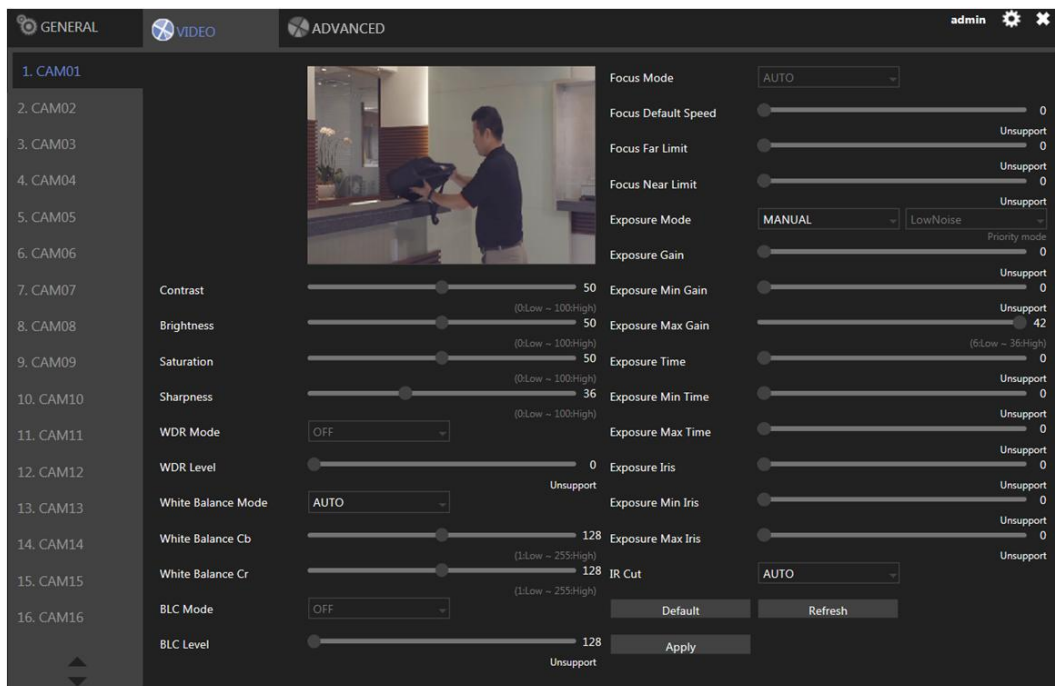 GENERAL
VIDEO
ADVANCED
admin
1. CAM01
2. CAM02
3. CAM03
4. CAM04
5. CAM05
6. CAM06
7. CAM07
8. CAM08
9. CAM09
10. CAM10
11. CAM11
12. CAM12
13. CAM13
14. CAM14
15. CAM15
16. CAM16
Contrast 50
(0:Low ~ 100:High)
Brightness 50
(0:Low ~ 100:High)
Saturation 50
(0:Low ~ 100:High)
Sharpness 36
(0:Low ~ 100:High)
WDR Mode OFF
WDR Level 0
Unsupport
White Balance Mode AUTO
White Balance Cb 128
(1:Low ~ 255:High)
White Balance Cr 128
(1:Low ~ 255:High)
BLC Mode OFF
BLC Level 128
Unsupport
Focus Mode AUTO
Focus Default Speed 0
Unsupport
Focus Far Limit 0
Unsupport
Focus Near Limit 0
Unsupport
Exposure Mode MANUAL LowNoise
Priority mode
Exposure Gain 0
Unsupport
Exposure Min Gain 0
Unsupport
Exposure Max Gain 42
(6:Low ~ 36:High)
Exposure Time 0
Unsupport
Exposure Min Time 0
Unsupport
Exposure Max Time 0
Unsupport
Exposure Iris 0
Unsupport
Exposure Min Iris 0
Unsupport
Exposure Max Iris 0
Unsupport
IR Cut AUTO
Default Refresh
Apply